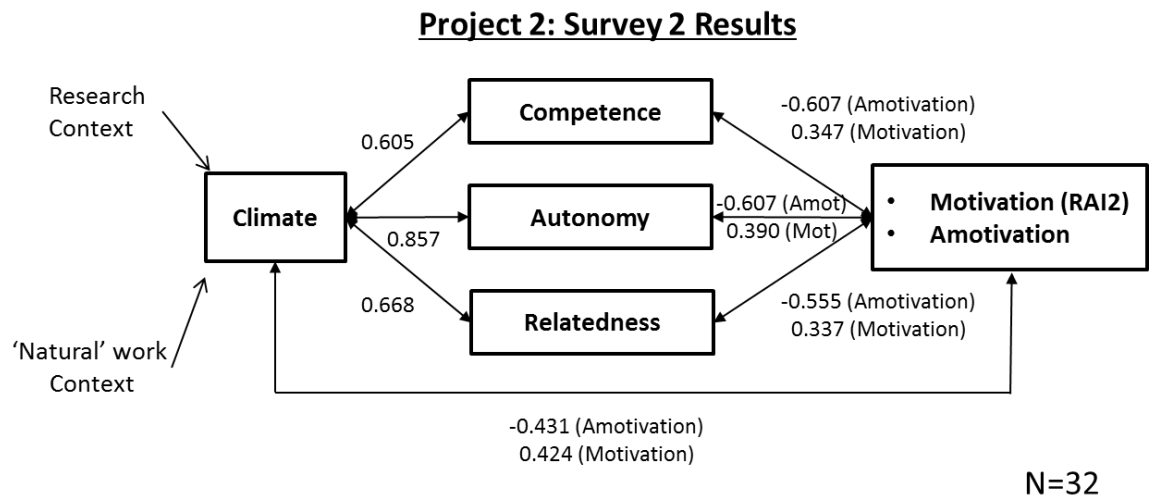 Project 2: Survey 2 Results
Research
Context
Competence
-0.607 (Amotivation)
0.347 (Motivation)
0.605
Climate
Autonomy
-0.607 (Amot)
0.390 (Mot)
• Motivation (RAI2)
• Amotivation
0.857
0.668
Relatedness
-0.555 (Amotivation)
0.337 (Motivation)
‘Natural’ work
Context
-0.431 (Amotivation)
0.424 (Motivation)
N=32